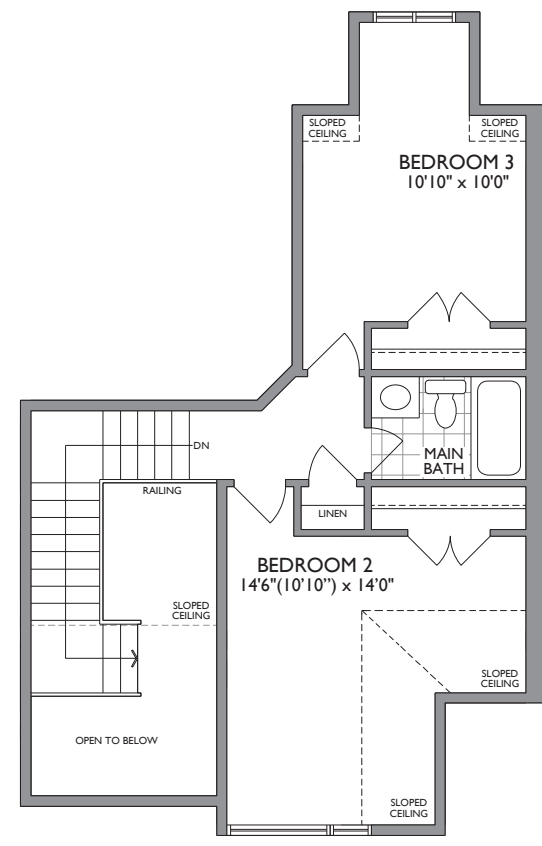 SLOPED
CEILING
SLOPED
CEILING
BEDROOM 3
10'10" x 10'0"
DN
MAIN
BATH
RAILING
LINEN
BEDROOM 2
14'6"(10'10") x 14'0"
SLOPED
CEILING
SLOPED
CEILING
OPEN TO BELOW
SLOPED
CEILING